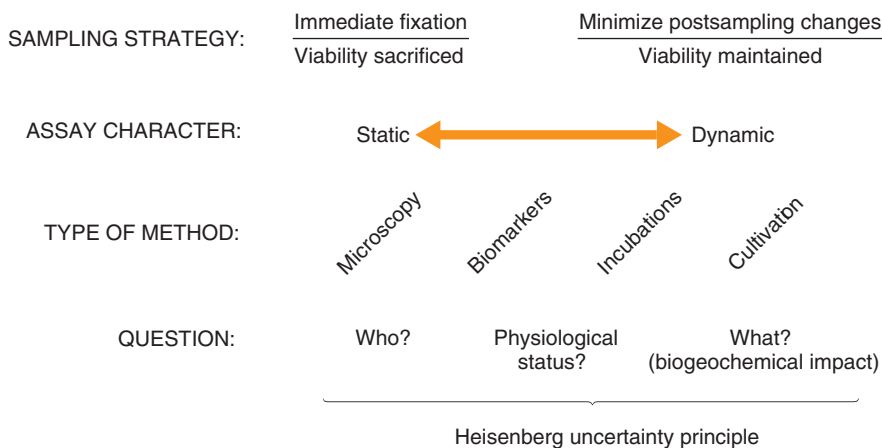 SAMPLING STRATEGY:
Immediate fixation
Viability sacrificed
Minimize postsampling changes
Viability maintained
ASSAY CHARACTER:
Static
Dynamic
TYPE OF METHOD:
Microscopy
Biomarkers
Incubations
Cultivation
QUESTION:
Who?
Physiological
status?
What?
(biogeochemical impact)
Heisenberg uncertainty principle